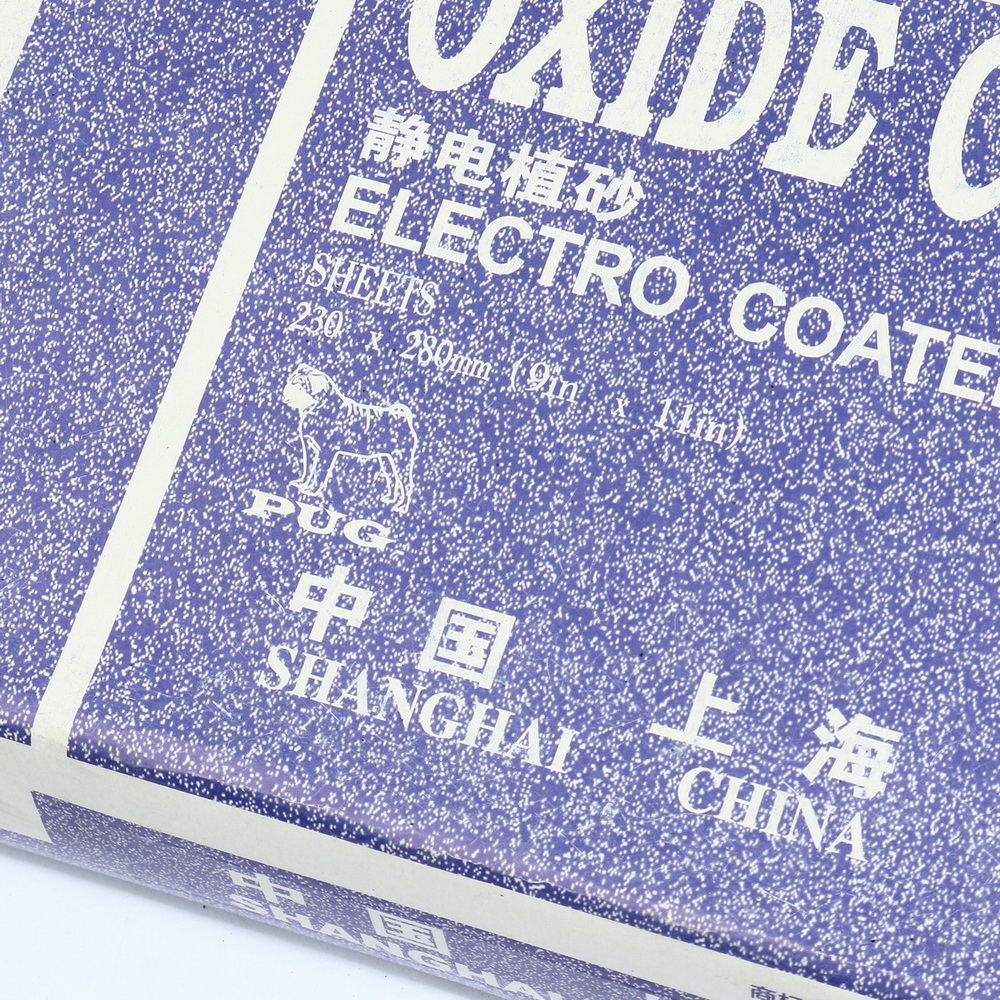 OXIDE
静电植砂
ELECTRO COATED
SHEETS
230 x 280mm (9in x 11in)
PUG
中国 上海
SHANGHAI CHINA
中国
SHANGHAI